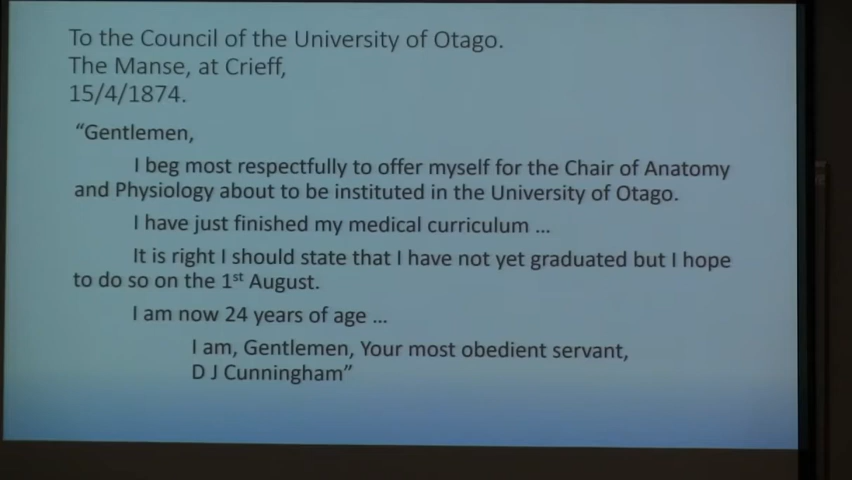 To the Council of the University of Otago.
The Manse, at Crieff,
15/4/1874.
“Gentlemen,
I beg most respectfully to offer myself for the Chair of Anatomy
and Physiology about to be instituted in the University of Otago.
I have just finished my medical curriculum ...
It is right I should state that I have not yet graduated but I hope
to do so on the 1st August.
I am now 24 years of age ...
I am, Gentlemen, Your most obedient servant,
D J Cunningham”